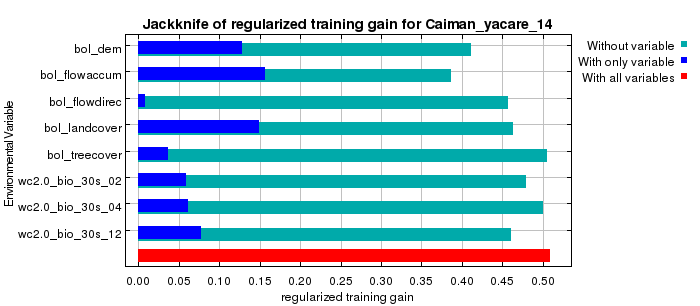 Jackknife of regularized training gain for Caiman_yacare_14
Without variable
With only variable
With all variables
Environmental Variable
bol_dem
bol_flowaccum
bol_flowdirec
bol_landcover
bol_treecover
wc2.0_bio_30s_02
wc2.0_bio_30s_04
wc2.0_bio_30s_12
0.00 0.05 0.10 0.15 0.20 0.25 0.30 0.35 0.40 0.45 0.50
regularized training gain